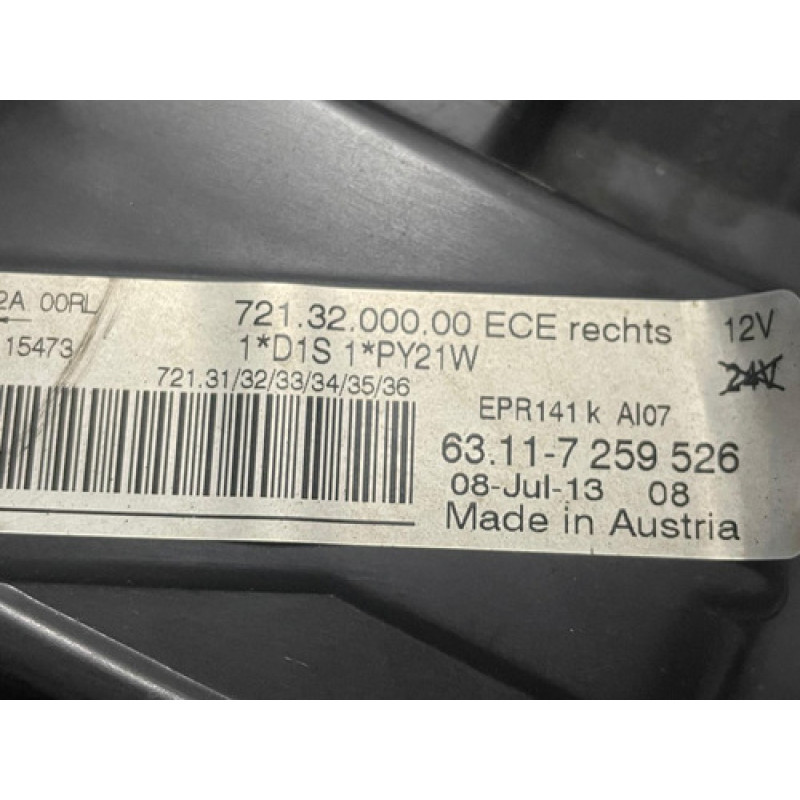 2A 00RL
15473
721.32.000.00 ECE rechts
1*D1S 1*PY21W
721.31/32/33/34/35/36
12V
24V
EPR141 k AI07
63.11-7 259 526
08-Jul-13 08
Made in Austria